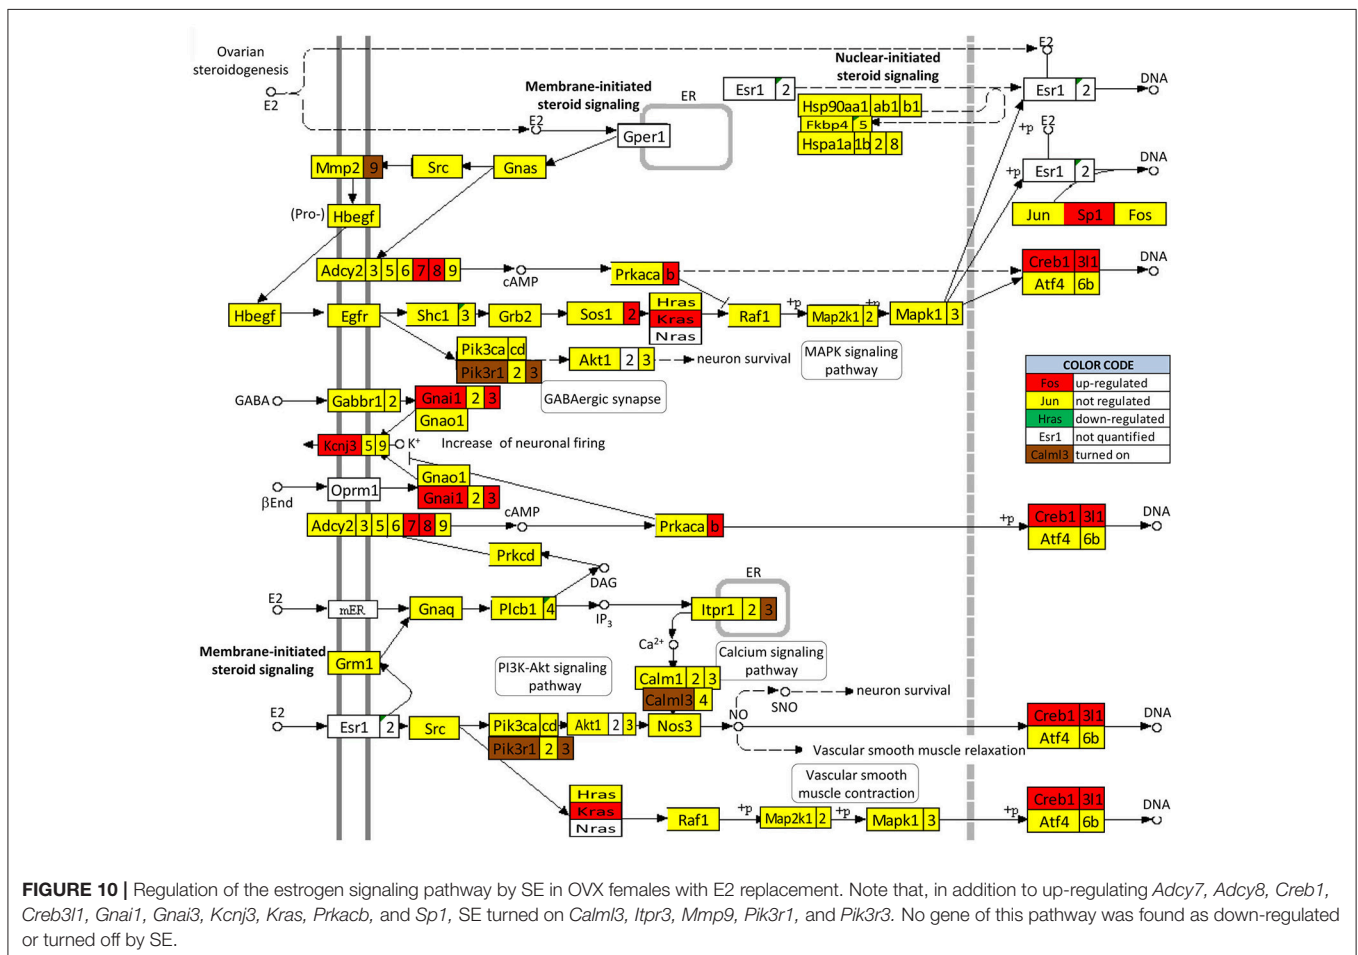 Ovarian
steroidogenesis
E2
Membrane-initiated
steroid signaling
E2
ER
Gper1
Nuclear-initiated
steroid signaling
Esr1 2
Hsp90aa1 ab1 b1
Fkbp4 5
Hspa1a 1b 2 8
E2
Esr1 2
DNA
+p
E2
+p
Esr1 2
DNA
Jun Sp1 Fos
Mmp2 9
Src
Gnas
(Pro-)
Hbegf
Adcy2 3 5 6 7 8 9
cAMP
Prkaca b
Creb1 3l1
Atf4 6b
DNA
Hbegf
Egfr
Shc1 3
Grb2
Sos1 2
Hras
Kras
Nras
Raf1
+p
Map2k1 2
+p
Mapk1 3
Pik3ca cd
Pik3r1 2 3
Akt1 2 3
neuron survival
MAPK signaling
pathway
GABAergic synapse
COLOR CODE
Fos up-regulated
Jun not regulated
Hras down-regulated
Esr1 not quantified
Calml3 turned on
GABA
Gabbr1 2
Gnai1 2 3
Gnao1
Kcnj3 5 9
K+
Increase of neuronal firing
βEnd
Oprm1
Gnao1
Gnai1 2 3
Adcy2 3 5 6 7 8 9
cAMP
Prkaca b
+p
Creb1 3l1
Atf4 6b
DNA
Prkcd
DAG
E2
mER
Gnaq
Plcb1 4
IP3
ER
Itpr1 2 3
Ca2+
Membrane-initiated
steroid signaling
Grm1
PI3K-Akt signaling
pathway
Calcium signaling
pathway
Calm1 2 3
Calml3 4
E2
Esr1 2
Src
Pik3ca cd
Pik3r1 2 3
Akt1 2 3
Nos3
NO
SNO
neuron survival
Vascular smooth muscle relaxation
Creb1 3l1
Atf4 6b
DNA
Vascular smooth
muscle contraction
Hras
Kras
Nras
Raf1
+p
Map2k1 2
+p
Mapk1 3
+p
Creb1 3l1
Atf4 6b
DNA
FIGURE 10 | Regulation of the estrogen signaling pathway by SE in OVX females with E2 replacement. Note that, in addition to up-regulating Adcy7, Adcy8, Creb1,
Creb3l1, Gnai1, Gnai3, Kcnj3, Kras, Prkacb, and Sp1, SE turned on Calml3, Itpr3, Mmp9, Pik3r1, and Pik3r3. No gene of this pathway was found as down-regulated
or turned off by SE.